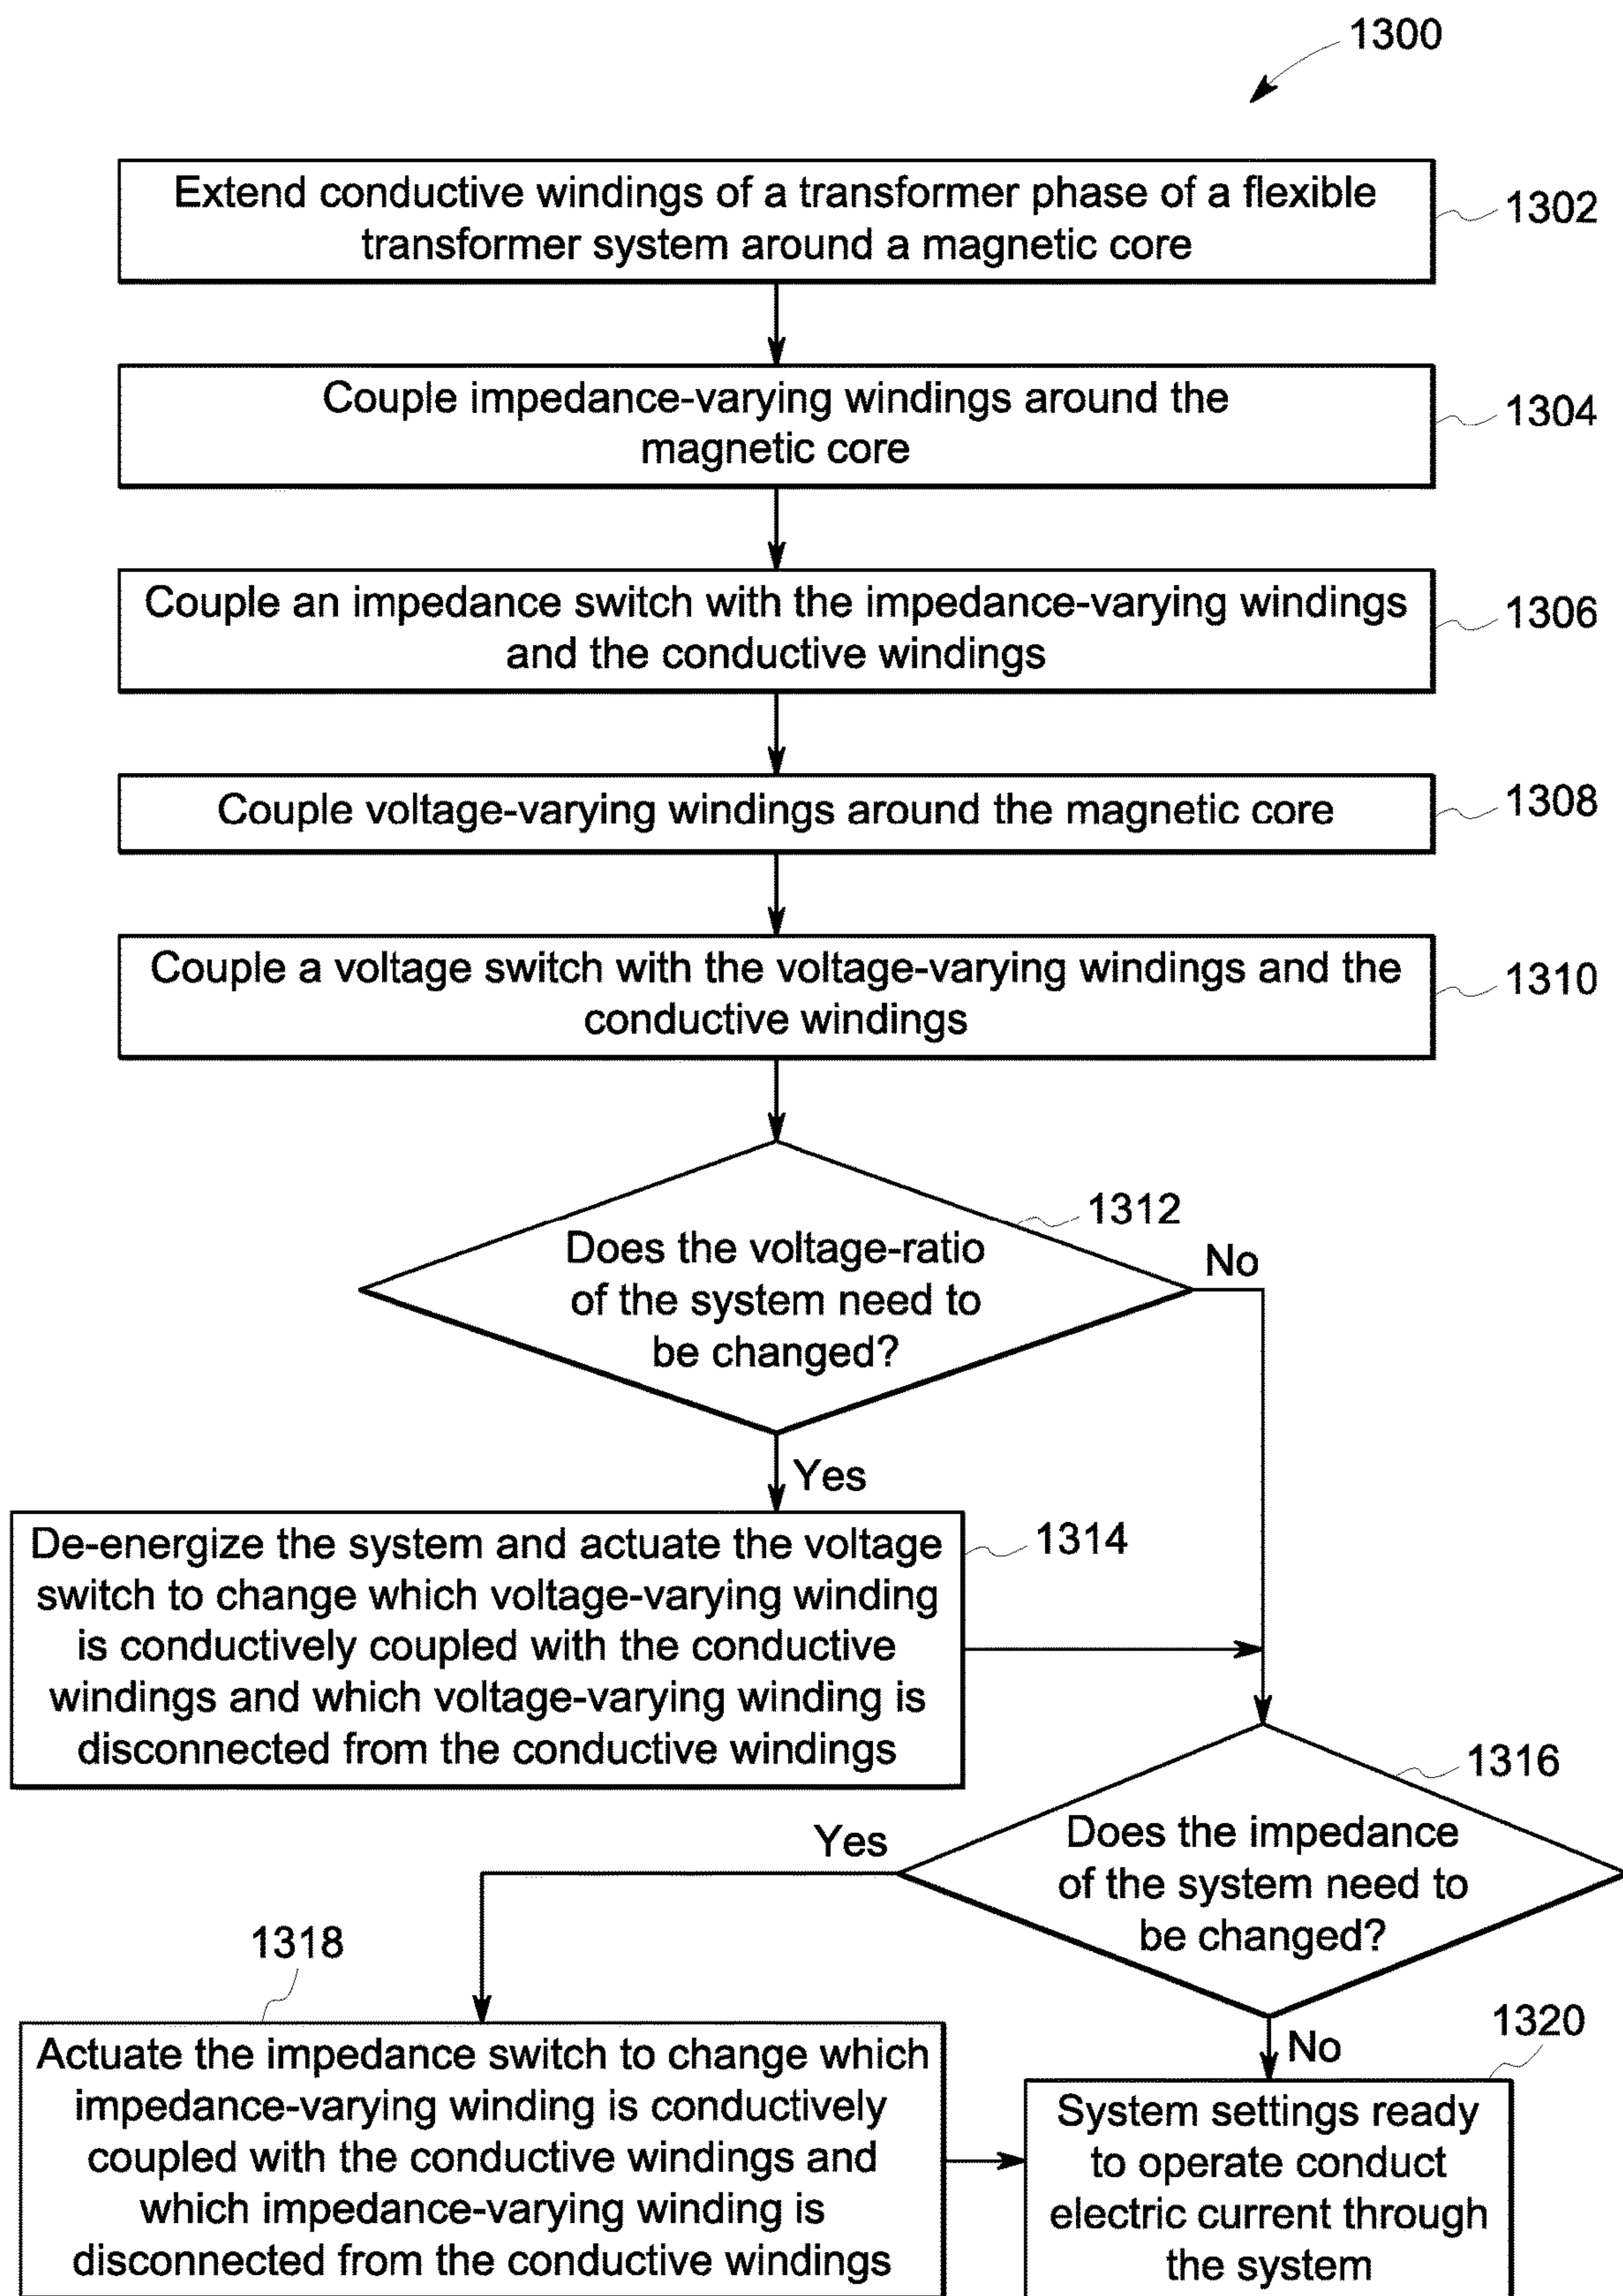 1300
Extend conductive windings of a transformer phase of a flexible
transformer system around a magnetic core
1302
Couple impedance-varying windings around the
magnetic core
1304
Couple an impedance switch with the impedance-varying windings
and the conductive windings
1306
Couple voltage-varying windings around the magnetic core
1308
Couple a voltage switch with the voltage-varying windings and the
conductive windings
1310
1312
Does the voltage-ratio
of the system need to
be changed?
No
Yes
De-energize the system and actuate the voltage
switch to change which voltage-varying winding
is conductively coupled with the conductive
windings and which voltage-varying winding is
disconnected from the conductive windings
1314
1316
Does the impedance
of the system need to
be changed?
Yes
No
1318
Actuate the impedance switch to change which
impedance-varying winding is conductively
coupled with the conductive windings and
which impedance-varying winding is
disconnected from the conductive windings
1320
System settings ready
to operate conduct
electric current through
the system